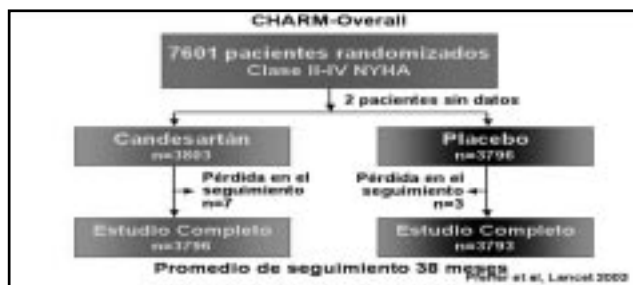 CHARM-Overall
7601 pacientes randomizados
Clase II-IV NYHA
2 pacientes sin datos
Candesartán
n=3803
Placebo
n=3796
Pérdida en el
seguimiento
n=7
Pérdida en el
seguimiento
n=3
Estudio Completo
n=3796
Estudio Completo
n=3793
Promedio de seguimiento 38 meses
Pfeffer et al, Lancet 2003